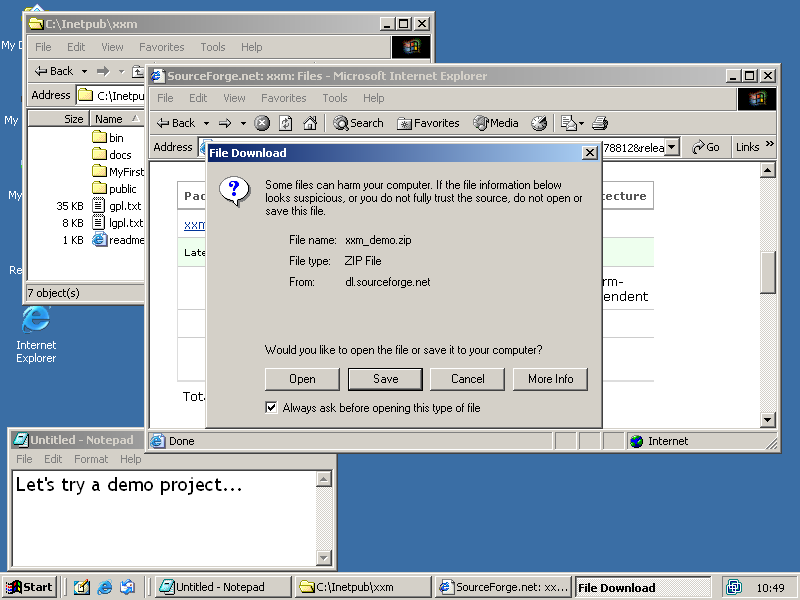 My D
C:\Inetpub\xxm
File Edit View Favorites Tools Help
Back
Address C:\Inetpu
Size Name
bin
docs
MyFirst
public
35 KB gpl.txt
8 KB lgpl.txt
1 KB readme
7 object(s)
My
My
Re
Internet
Explorer
SourceForge.net: xxm: Files - Microsoft Internet Explorer
File Edit View Favorites Tools Help
Back Search Favorites Media
Address 78812&relea Go Links »
Pac
tecture
xxm
Late
rm-
endent
Tota
Done
Internet
File Download
Some files can harm your computer. If the file information below
looks suspicious, or you do not fully trust the source, do not open or
save this file.
File name: xxm_demo.zip
File type: ZIP File
From: dl.sourceforge.net
Would you like to open the file or save it to your computer?
Open Save Cancel More Info
Always ask before opening this type of file
Untitled - Notepad
File Edit Format Help
Let's try a demo project...
Start Untitled - Notepad C:\Inetpub\xxm SourceForge.net: xx... File Download 10:49